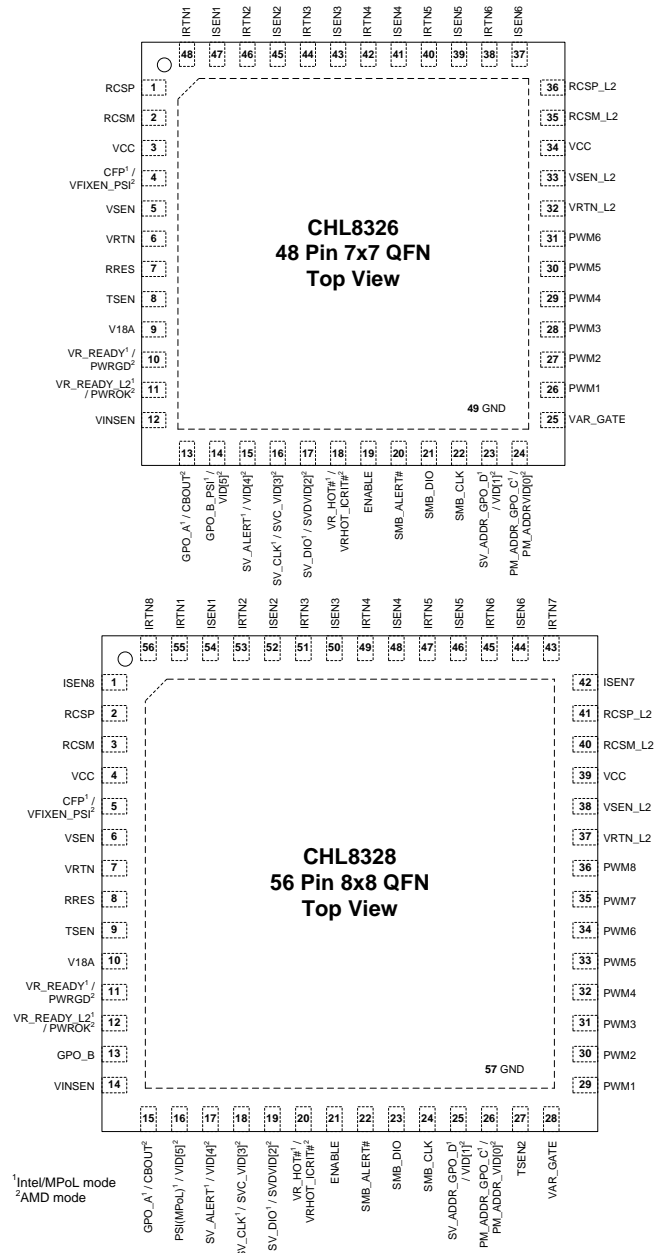 IRTN1
ISEN1
IRTN2
ISEN2
IRTN3
ISEN3
IRTN4
ISEN4
IRTN5
ISEN5
IRTN6
ISEN6
48
47
46
45
44
43
42
41
40
39
38
37
RCSP 1
RCSM 2
VCC 3
CFP¹ /
VFIXEN_PSI² 4
VSEN 5
VRTN 6
RRES 7
TSEN 8
V18A 9
VR_READY¹ /
PWRGD² 10
VR_READY_L2¹
/ PWROK² 11
VINSEN 12
CHL8326
48 Pin 7x7 QFN
Top View
49 GND
36 RCSP_L2
35 RCSM_L2
34 VCC
33 VSEN_L2
32 VRTN_L2
31 PWM6
30 PWM5
29 PWM4
28 PWM3
27 PWM2
26 PWM1
25 VAR_GATE
13
14
15
16
17
18
19
20
21
22
23
24
GPO_A¹ / CBOUT²
GPO_B_PSI¹ /
VID[5]²
SV_ALERT¹ / VID[4]²
SV_CLK¹ / SVC_VID[3]²
SV_DIO¹ / SVDVID[2]²
VR_HOT#¹ /
VRHOT_ICRIT#²
ENABLE
SMB_ALERT#
SMB_DIO
SMB_CLK
SV_ADDR_GPO_D¹
/ VID[1]²
PM_ADDR_GPO_C¹ /
PM_ADDRVID[0]²
IRTN8
IRTN1
ISEN1
IRTN2
ISEN2
IRTN3
ISEN3
IRTN4
ISEN4
IRTN5
ISEN5
IRTN6
ISEN6
IRTN7
56
55
54
53
52
51
50
49
48
47
46
45
44
43
ISEN8 1
RCSP 2
RCSM 3
VCC 4
CFP¹ /
VFIXEN_PSI² 5
VSEN 6
VRTN 7
RRES 8
TSEN 9
V18A 10
VR_READY¹ /
PWRGD² 11
VR_READY_L2¹
/ PWROK² 12
GPO_B 13
VINSEN 14
CHL8328
56 Pin 8x8 QFN
Top View
57 GND
42 ISEN7
41 RCSP_L2
40 RCSM_L2
39 VCC
38 VSEN_L2
37 VRTN_L2
36 PWM8
35 PWM7
34 PWM6
33 PWM5
32 PWM4
31 PWM3
30 PWM2
29 PWM1
15
16
17
18
19
20
21
22
23
24
25
26
27
28
GPO_A¹ / CBOUT²
PSI(MPoL)¹ / VID[5]²
SV_ALERT¹ / VID[4]²
SV_CLK¹ / SVC_VID[3]²
SV_DIO¹ / SVDVID[2]²
VR_HOT#¹ /
VRHOT_ICRIT#²
ENABLE
SMB_ALERT#
SMB_DIO
SMB_CLK
SV_ADDR_GPO_D¹
/ VID[1]²
PM_ADDR_GPO_C¹ /
PM_ADDR_VID[0]²
TSEN2
VAR_GATE
¹Intel/MPoL mode
²AMD mode